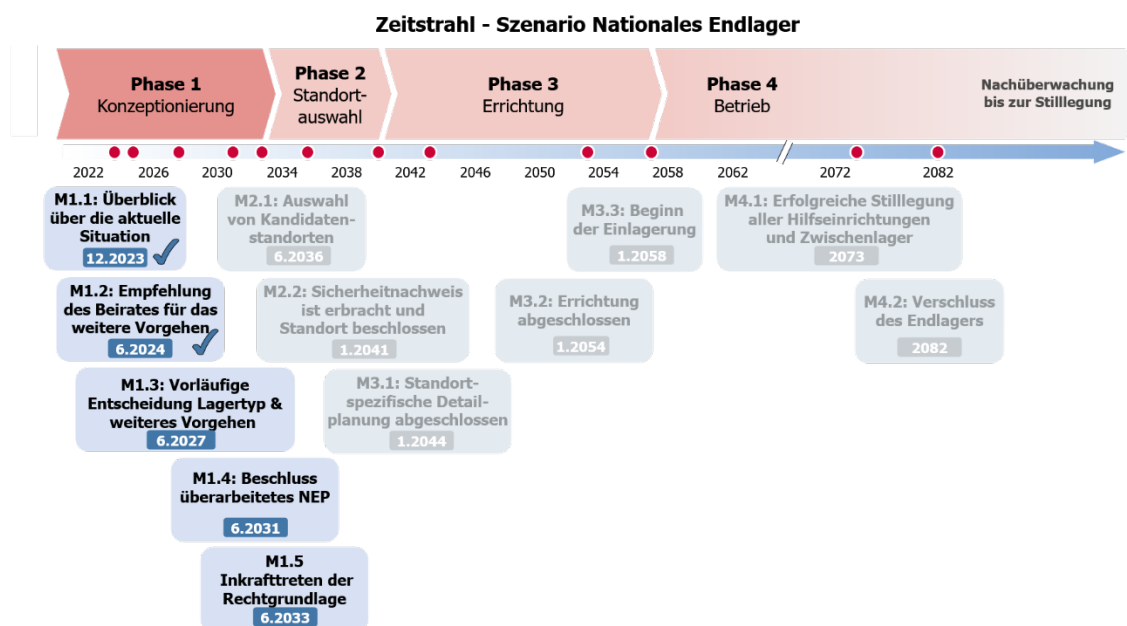 Zeitstrahl - Szenario Nationales Endlager
Phase 1
Konzeptionierung
Phase 2
Standort-
auswahl
Phase 3
Errichtung
Phase 4
Betrieb
Nachüberwachung
bis zur Stilllegung
2022
2026
2030
2034
2038
2042
2046
2050
2054
2058
2062
2072
2082
M1.1: Überblick
über die aktuelle
Situation
12.2023
M2.1: Auswahl
von Kandidaten-
standorten
6.2036
M3.3: Beginn
der Einlagerung
1.2058
M4.1: Erfolgreiche Stilllegung
aller Hilfseinrichtungen
und Zwischenlager
2073
M1.2: Empfehlung
des Beirates für das
weitere Vorgehen
6.2024
M2.2: Sicherheitnachweis
ist erbracht und
Standort beschlossen
1.2041
M3.2: Errichtung
abgeschlossen
1.2054
M4.2: Verschluss
des Endlagers
2082
M1.3: Vorläufige
Entscheidung Lagertyp &
weiteres Vorgehen
6.2027
M3.1: Standort-
spezifische Detail-
planung abgeschlossen
1.2044
M1.4: Beschluss
überarbeitetes NEP
6.2031
M1.5
Inkrafttreten der
Rechtgrundlage
6.2033